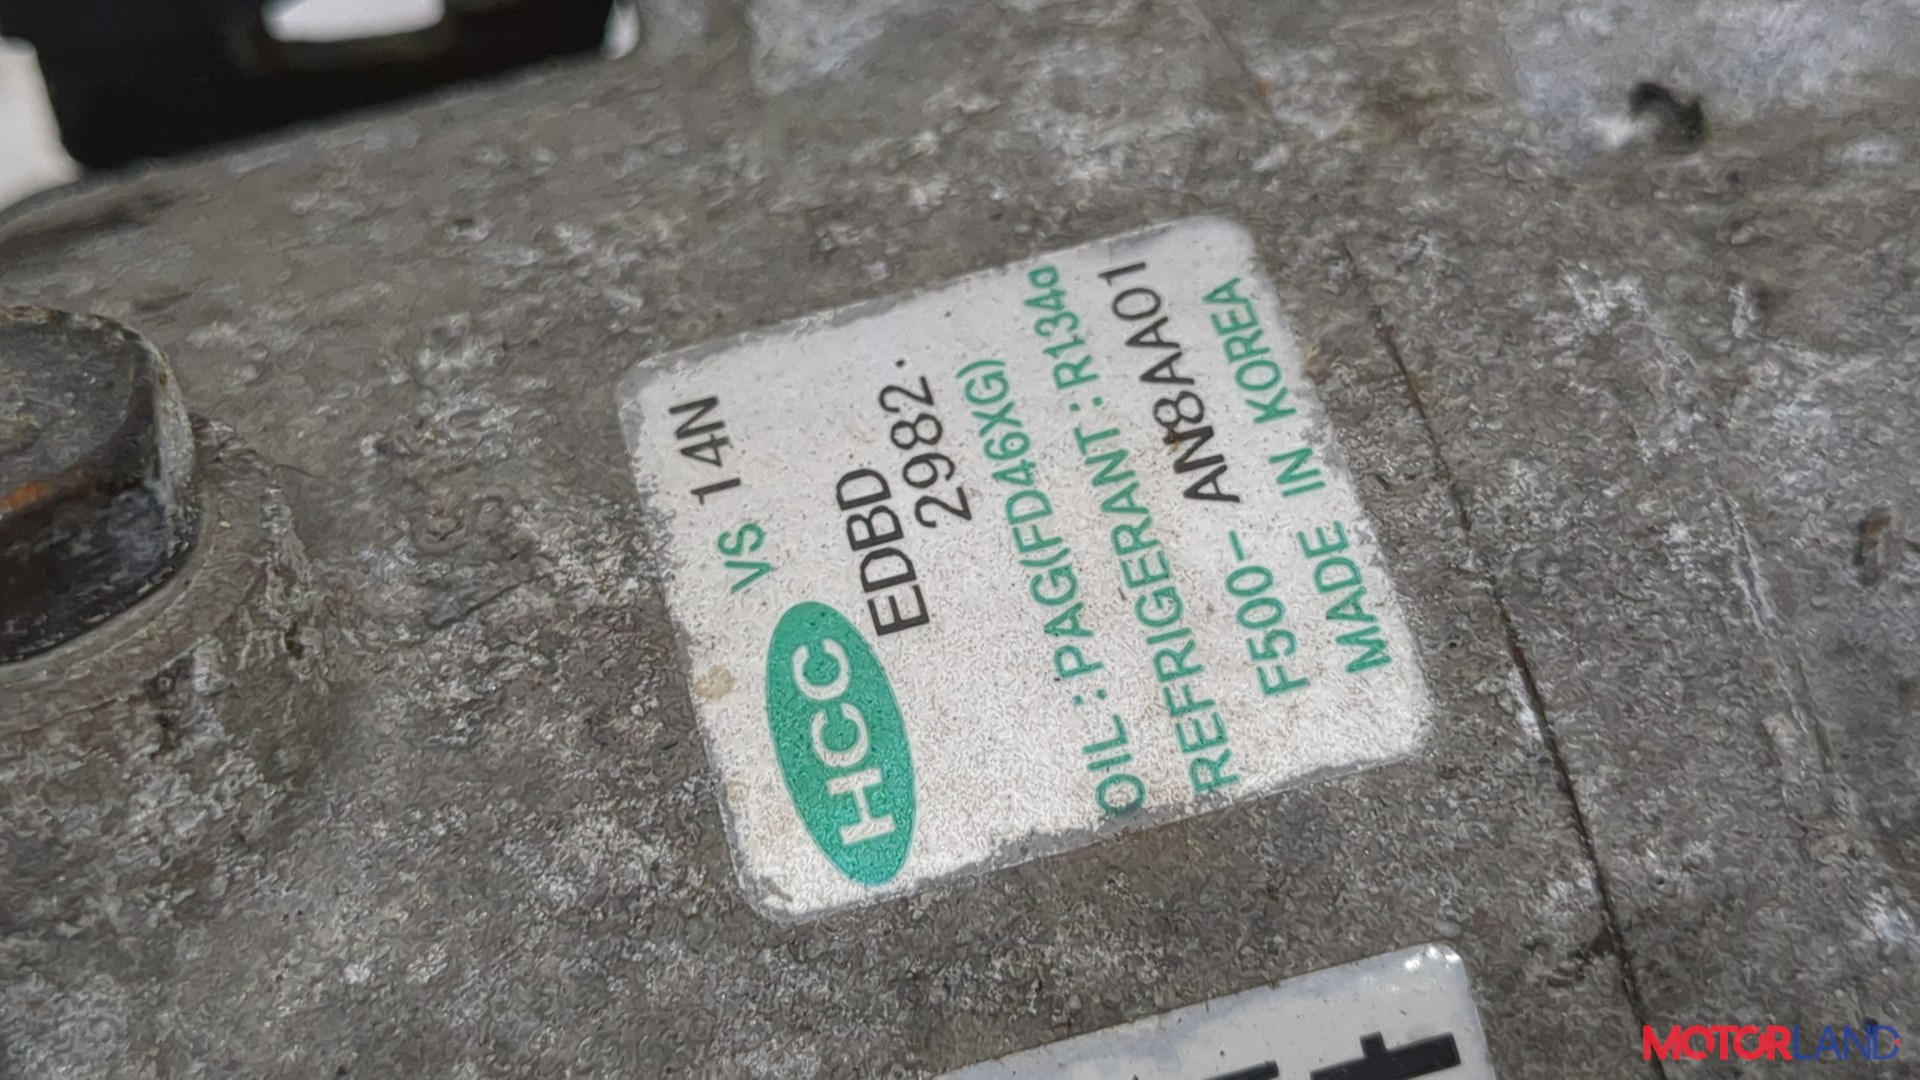 HCC VS 14N
EDBD
2982.
OIL : PAG(FD46XG)
REFRIGERANT : R134a
F500- AN8AA01
MADE IN KOREA
MOTORLAND